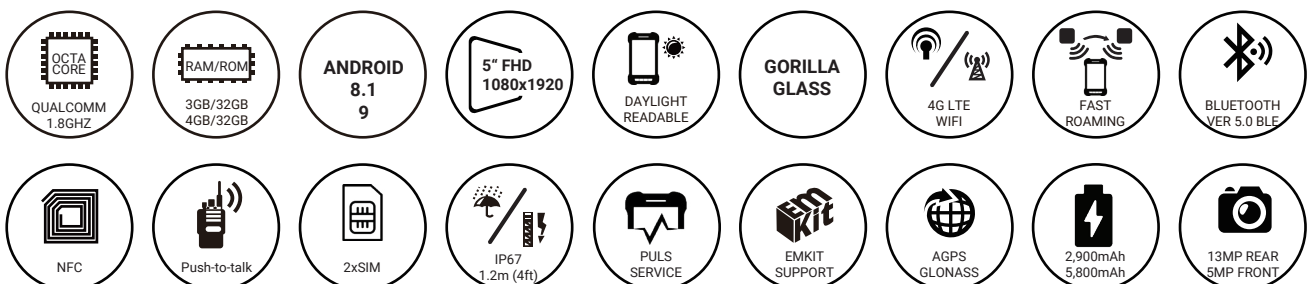 OCTA
CORE
QUALCOMM
1.8GHZ
RAM/ROM
3GB/32GB
4GB/32GB
ANDROID
8.1
9
5“ FHD
1080x1920
DAYLIGHT
READABLE
GORILLA
GLASS
4G LTE
WIFI
FAST
ROAMING
BLUETOOTH
VER 5.0 BLE
NFC
Push-to-talk
2xSIM
IP67
1.2m (4ft)
PULS
SERVICE
Em
Kit
EMKIT
SUPPORT
AGPS
GLONASS
2,900mAh
5,800mAh
13MP REAR
5MP FRONT